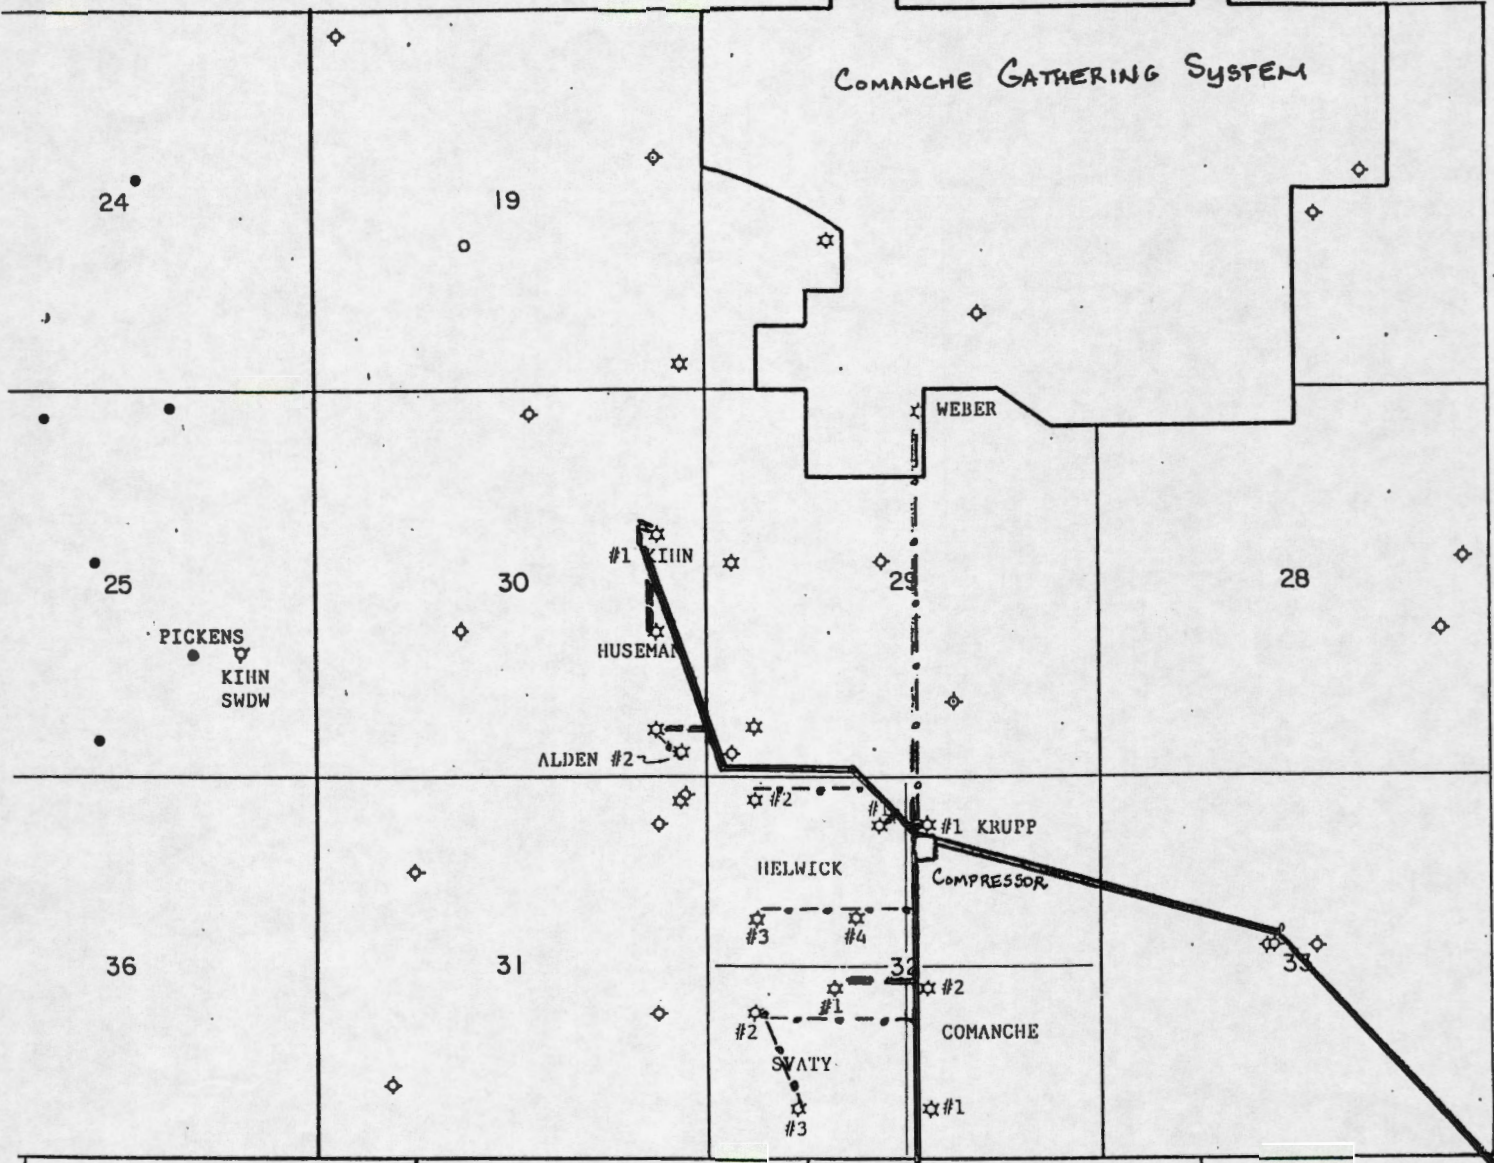 COMANCHE GATHERING SYSTEM
24
19
WEBER
#1 KIHN
25
30
29
28
PICKENS
HUSEMAN
KIHN
SWDW
ALDEN #2
#2
#1
#1 KRUPP
HELWICK
COMPRESSOR
#3
#4
36
31
32
33
#1
#2
#2
COMANCHE
SVATY
#3
#1